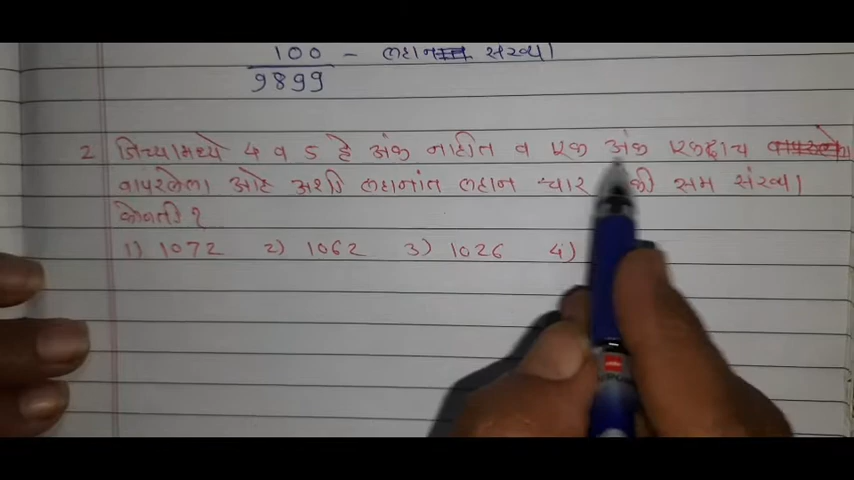 100 - लहान संख्या
9899
2 जिच्यामध्ये 4 व 5 हे अंक नाहीत व एक अंक एकदाच
वापरलेला आहे अशी लहानांत लहान चार की सम संख्या
कोणती ?
1) 1072 2) 1062 3) 1026 4)